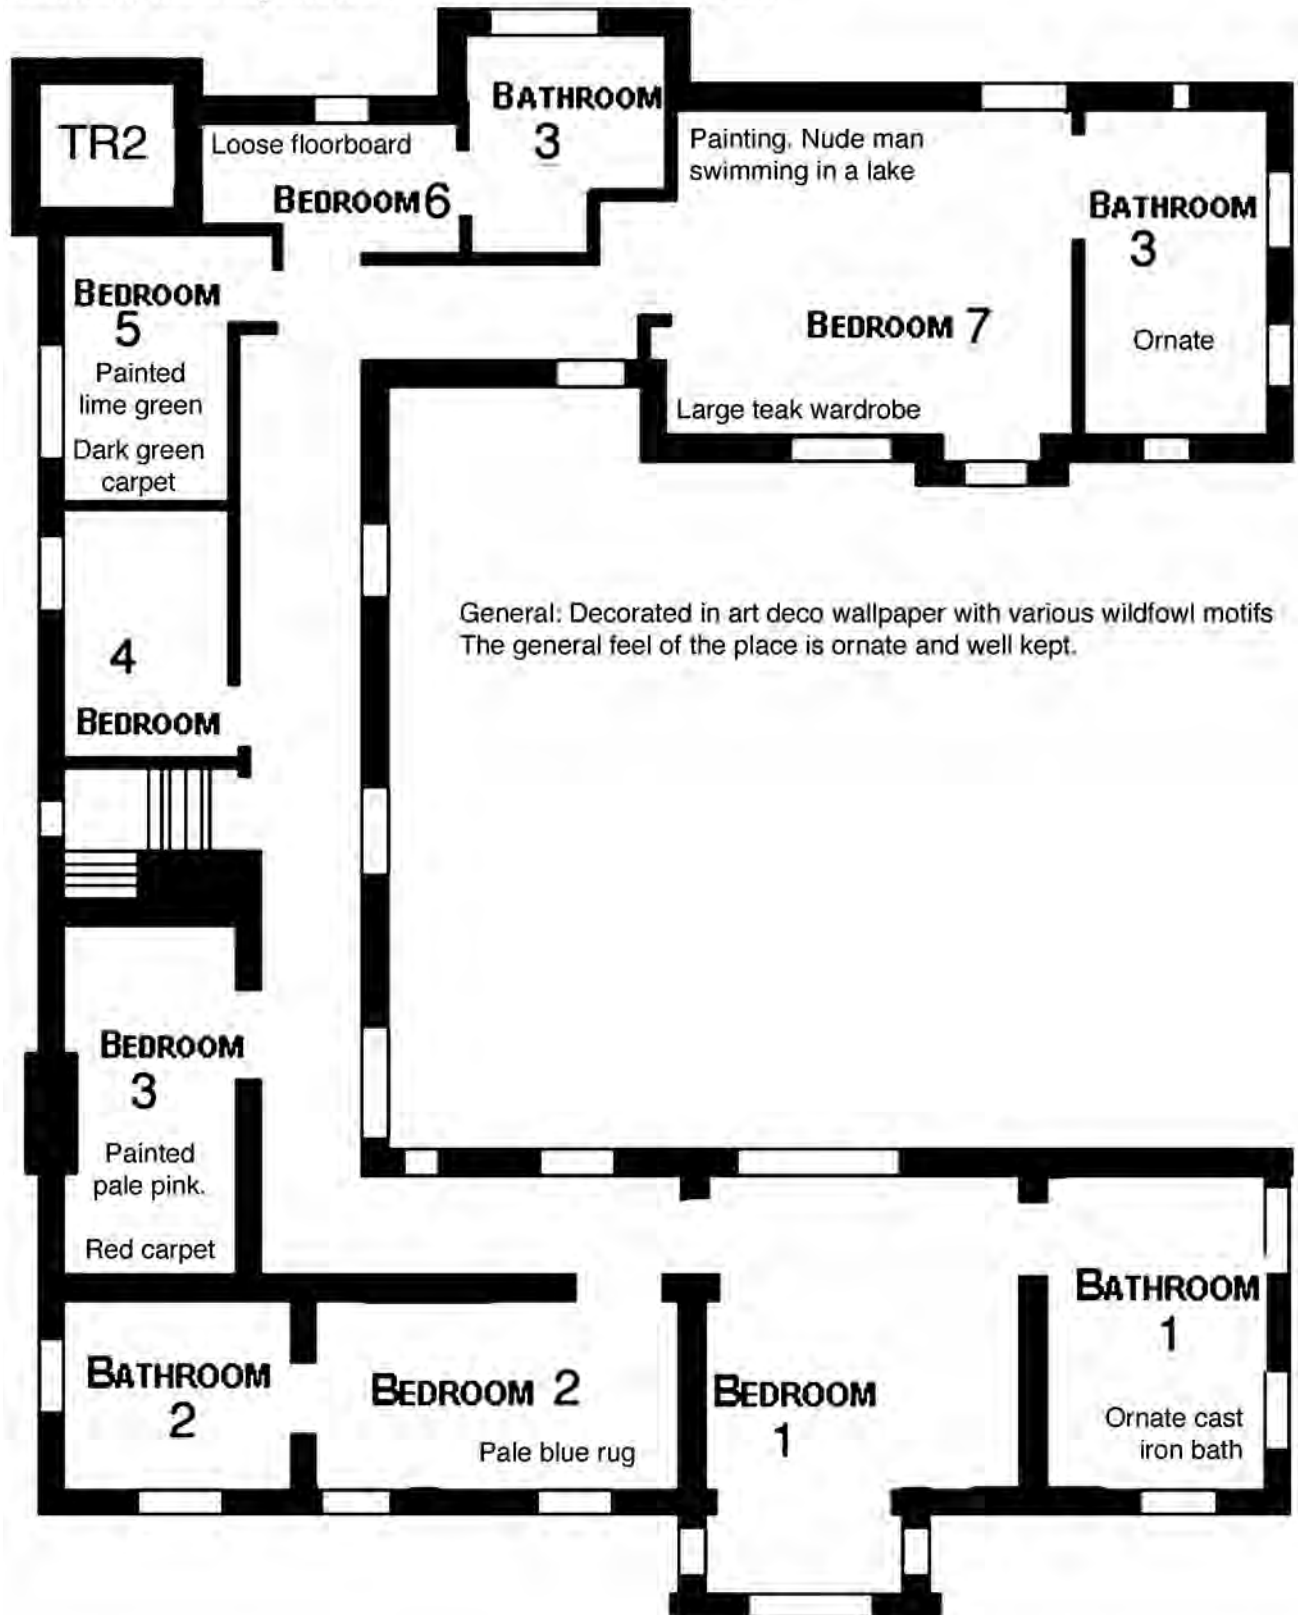 BATHROOM
3
TR2
Loose floorboard
BEDROOM 6
Painting. Nude man
swimming in a lake
BATHROOM
3
Ornate
BEDROOM 7
Large teak wardrobe
BEDROOM
5
Painted
lime green
Dark green
carpet
General: Decorated in art deco wallpaper with various wildfowl motifs
The general feel of the place is ornate and well kept.
4
BEDROOM
BEDROOM
3
Painted
pale pink.
Red carpet
BATHROOM
2
BEDROOM 2
Pale blue rug
BEDROOM
1
BATHROOM
1
Ornate cast
iron bath